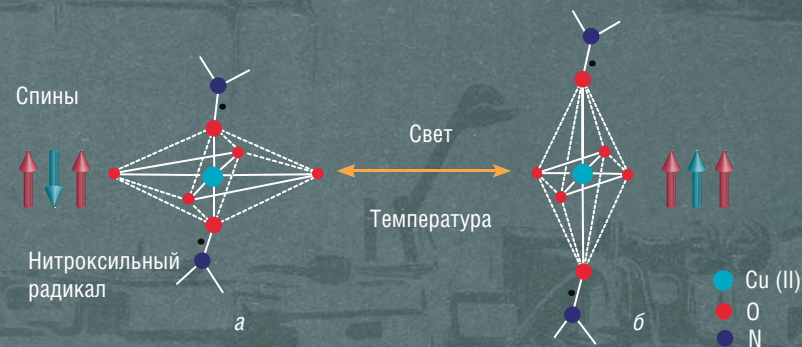 Спины
Свет
Температура
Нитроксильный
радикал
а
б
Cu (II)
O
N